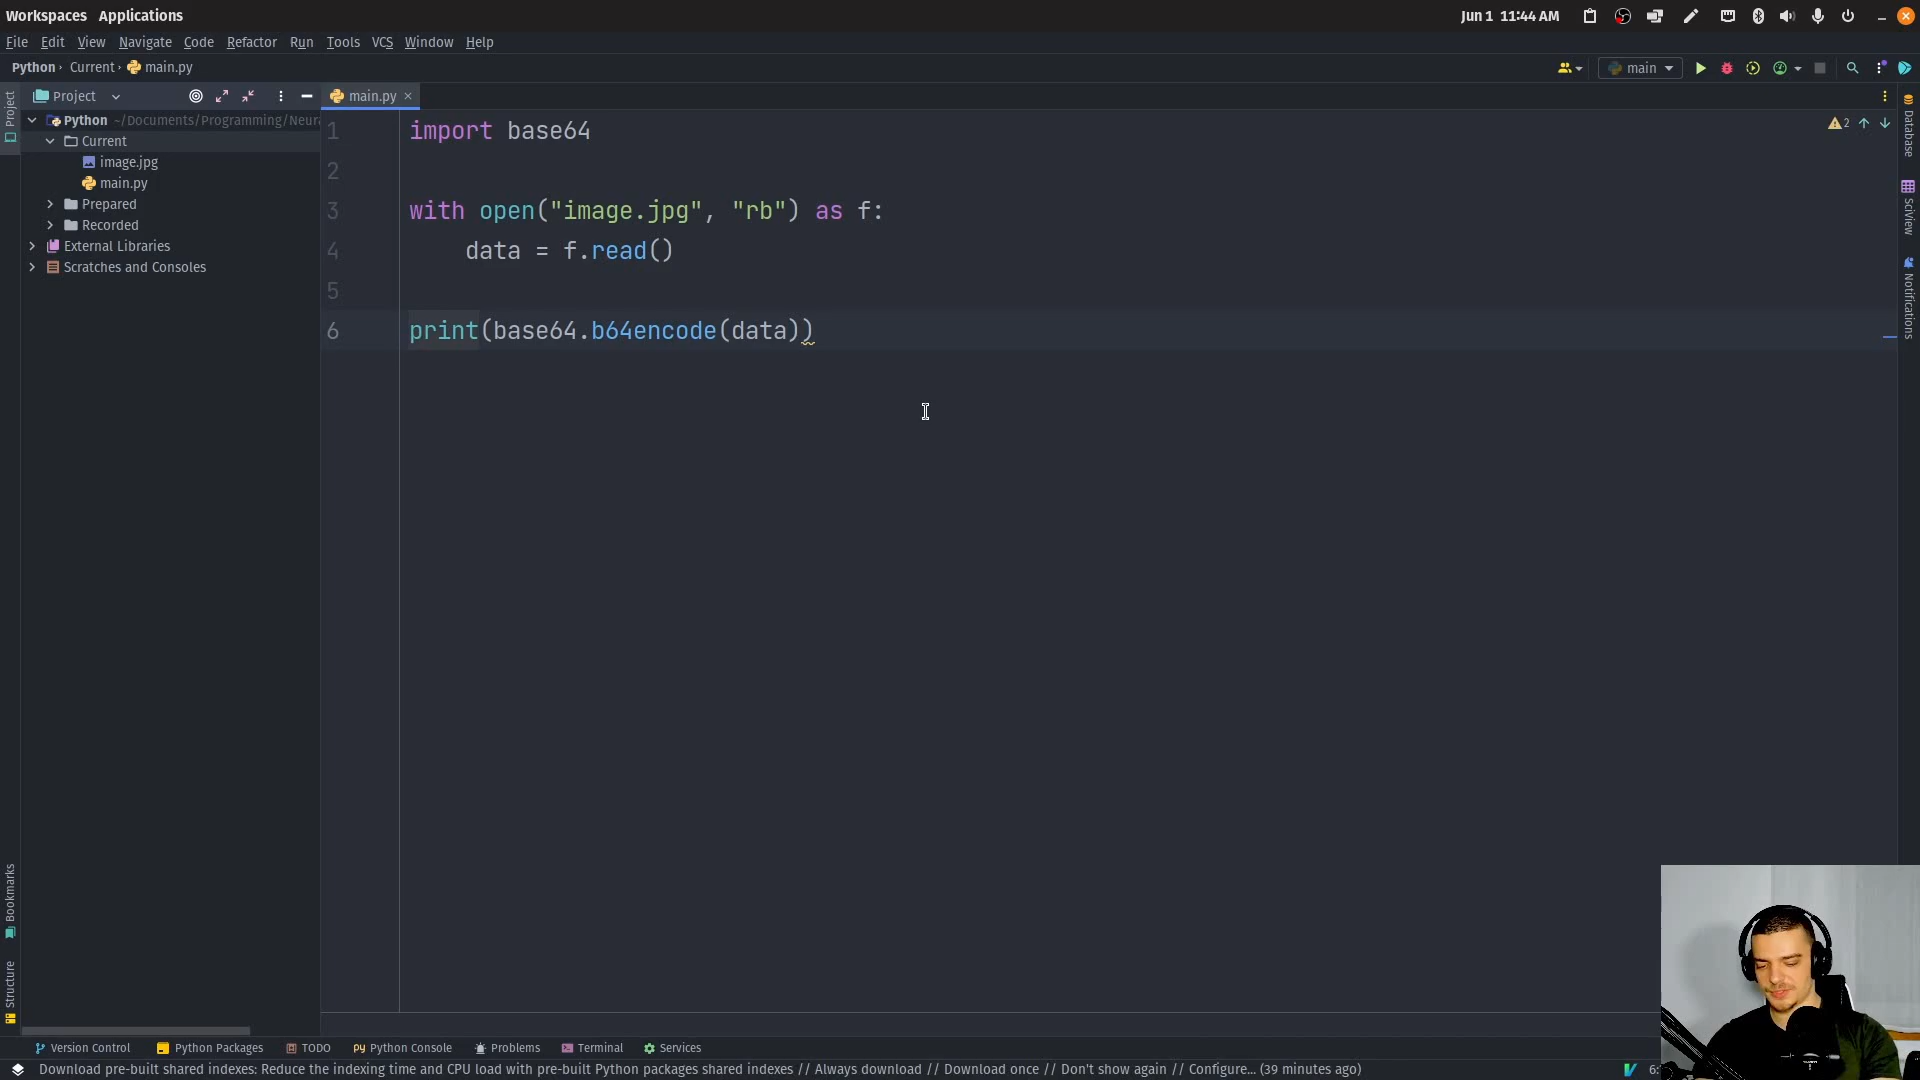 Workspaces Applications
Jun 1 11:44 AM
File Edit View Navigate Code Refactor Run Tools VCS Window Help
Python Current main.py
main
Project
main.py
Python ~/Documents/Programming/Neura
Current
image.jpg
main.py
Prepared
Recorded
External Libraries
Scratches and Consoles
1 import base64
2
3 with open("image.jpg", "rb") as f:
4 data = f.read()
5
6 print(base64.b64encode(data))
2
Project
Bookmarks
Structure
Database
SciView
Notifications
Version Control Python Packages TODO Python Console Problems Terminal Services
Download pre-built shared indexes: Reduce the indexing time and CPU load with pre-built Python packages shared indexes // Always download // Download once // Don't show again // Configure... (39 minutes ago)
6: